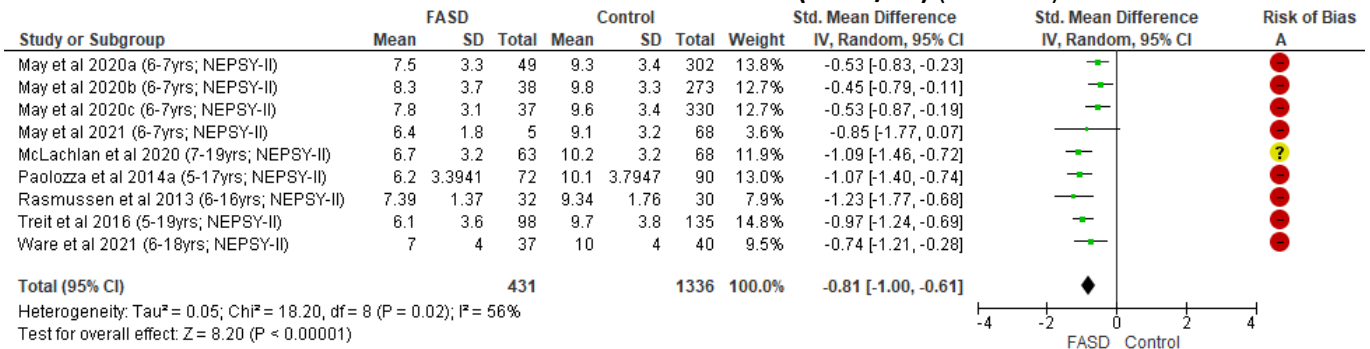 FASD Control Std. Mean Difference Std. Mean Difference Risk of Bias
Study or Subgroup Mean SD Total Mean SD Total Weight IV, Random, 95% CI IV, Random, 95% CI A
May et al 2020a (6-7yrs; NEPSY-II) 7.5 3.3 49 9.3 3.4 302 13.8% -0.53 [-0.83, -0.23] -
May et al 2020b (6-7yrs; NEPSY-II) 8.3 3.7 38 9.8 3.3 273 12.7% -0.45 [-0.79, -0.11] -
May et al 2020c (6-7yrs; NEPSY-II) 7.8 3.1 37 9.6 3.4 330 12.8% -0.53 [-0.87, -0.19] -
May et al 2021 (6-7yrs; NEPSY-II) 6.4 1.8 5 9.1 3.2 68 3.6% -0.85 [-1.77, 0.07] -
McLachlan et al 2020 (7-19yrs; NEPSY-II) 6.7 3.2 63 10.2 3.2 68 11.9% -1.09 [-1.46, -0.72] ?
Paolozza et al 2014a (5-17yrs; NEPSY-II) 6.2 3.3941 72 10.1 3.7947 90 13.0% -1.07 [-1.40, -0.74] -
Rasmussen et al 2013 (6-16yrs; NEPSY-II) 7.39 1.37 32 9.34 1.76 30 7.9% -1.23 [-1.77, -0.68] -
Treit et al 2016 (5-19yrs; NEPSY-II) 6.1 3.6 98 9.7 3.8 135 14.8% -0.97 [-1.24, -0.69] -
Ware et al 2021 (6-18yrs; NEPSY-II) 7 4 37 10 4 40 9.5% -0.74 [-1.21, -0.28] -
Total (95% CI) 431 1336 100.0% -0.81 [-1.00, -0.61]
Heterogeneity: Tau² = 0.05; Chi² = 18.20, df = 8 (P = 0.02); I² = 56%
Test for overall effect: Z = 8.20 (P < 0.00001)
-4 -2 0 2 4
FASD Control